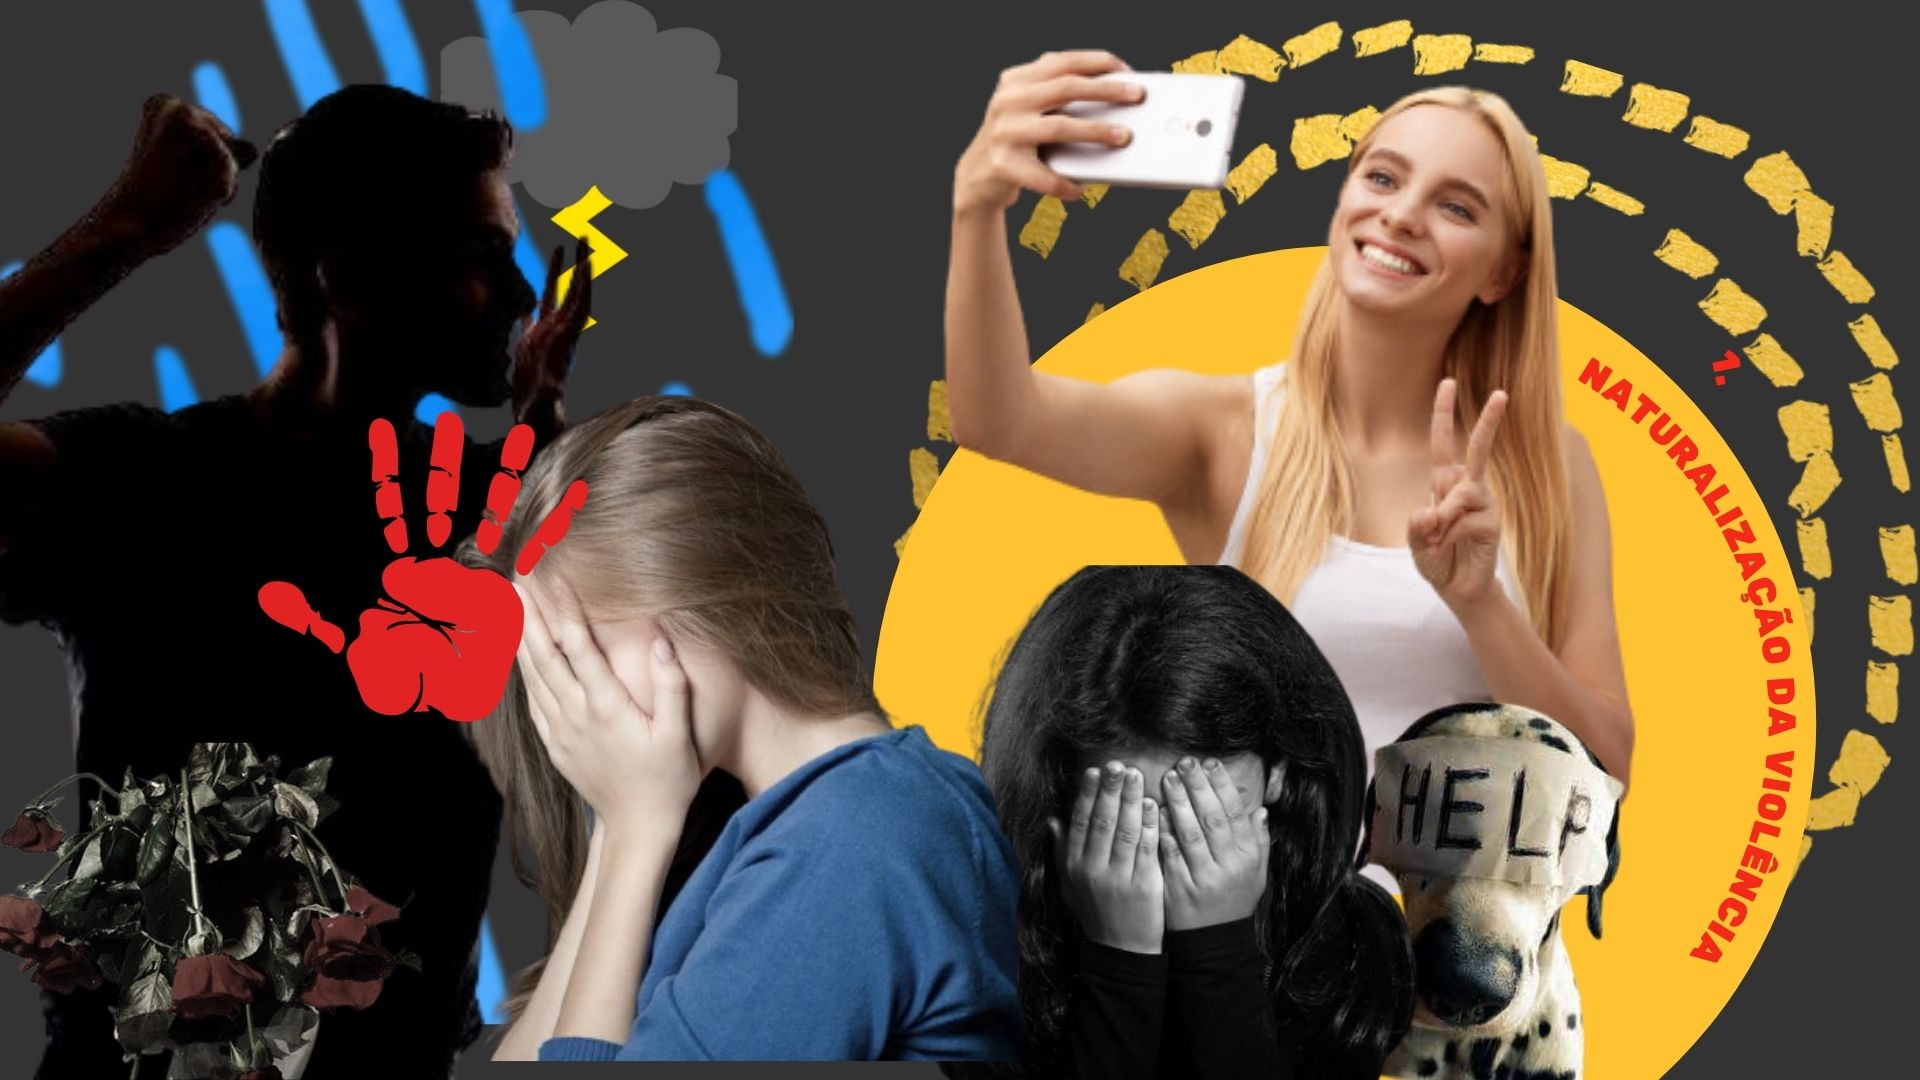 1.
NATURALIZAÇÃO DA VIOLÊNCIA
HELP